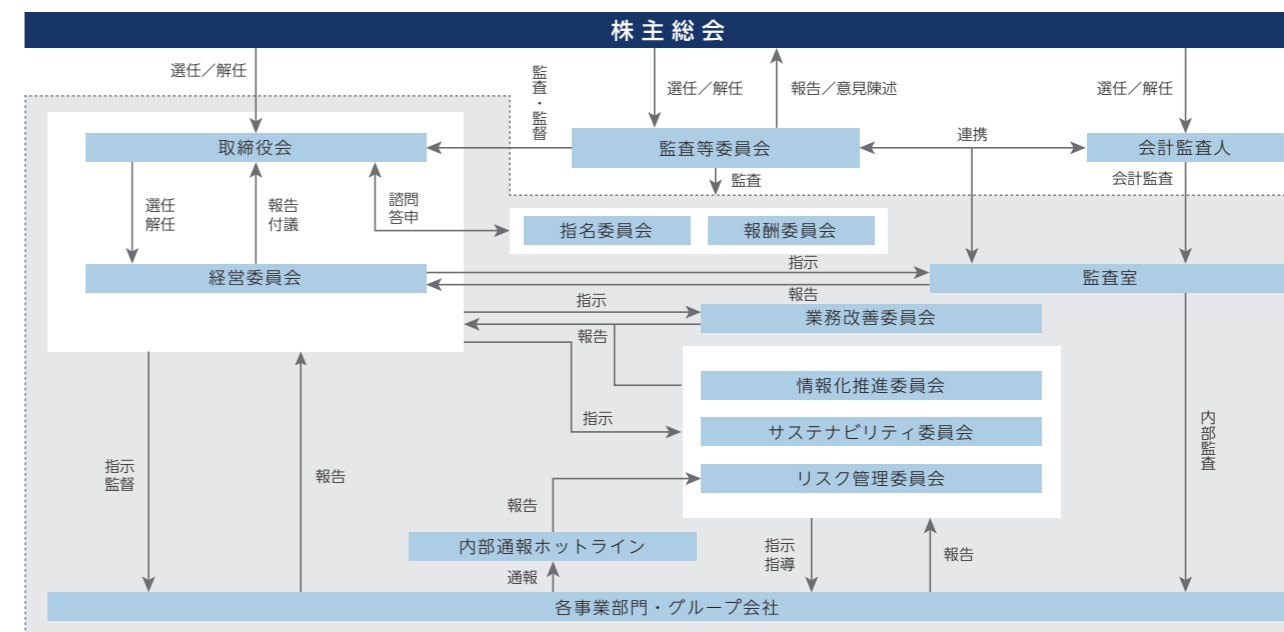 株主総会
選任／解任
監査・監督
選任／解任
報告／意見陳述
選任／解任
取締役会
監査等委員会
連携
会計監査人
監査
会計監査
選任
解任
報告
付議
諮問
答申
指名委員会
報酬委員会
経営委員会
指示
監査室
報告
指示
業務改善委員会
報告
情報化推進委員会
指示
サステナビリティ委員会
内部監査
指示
監督
報告
リスク管理委員会
報告
内部通報ホットライン
指示
指導
報告
通報
各事業部門・グループ会社